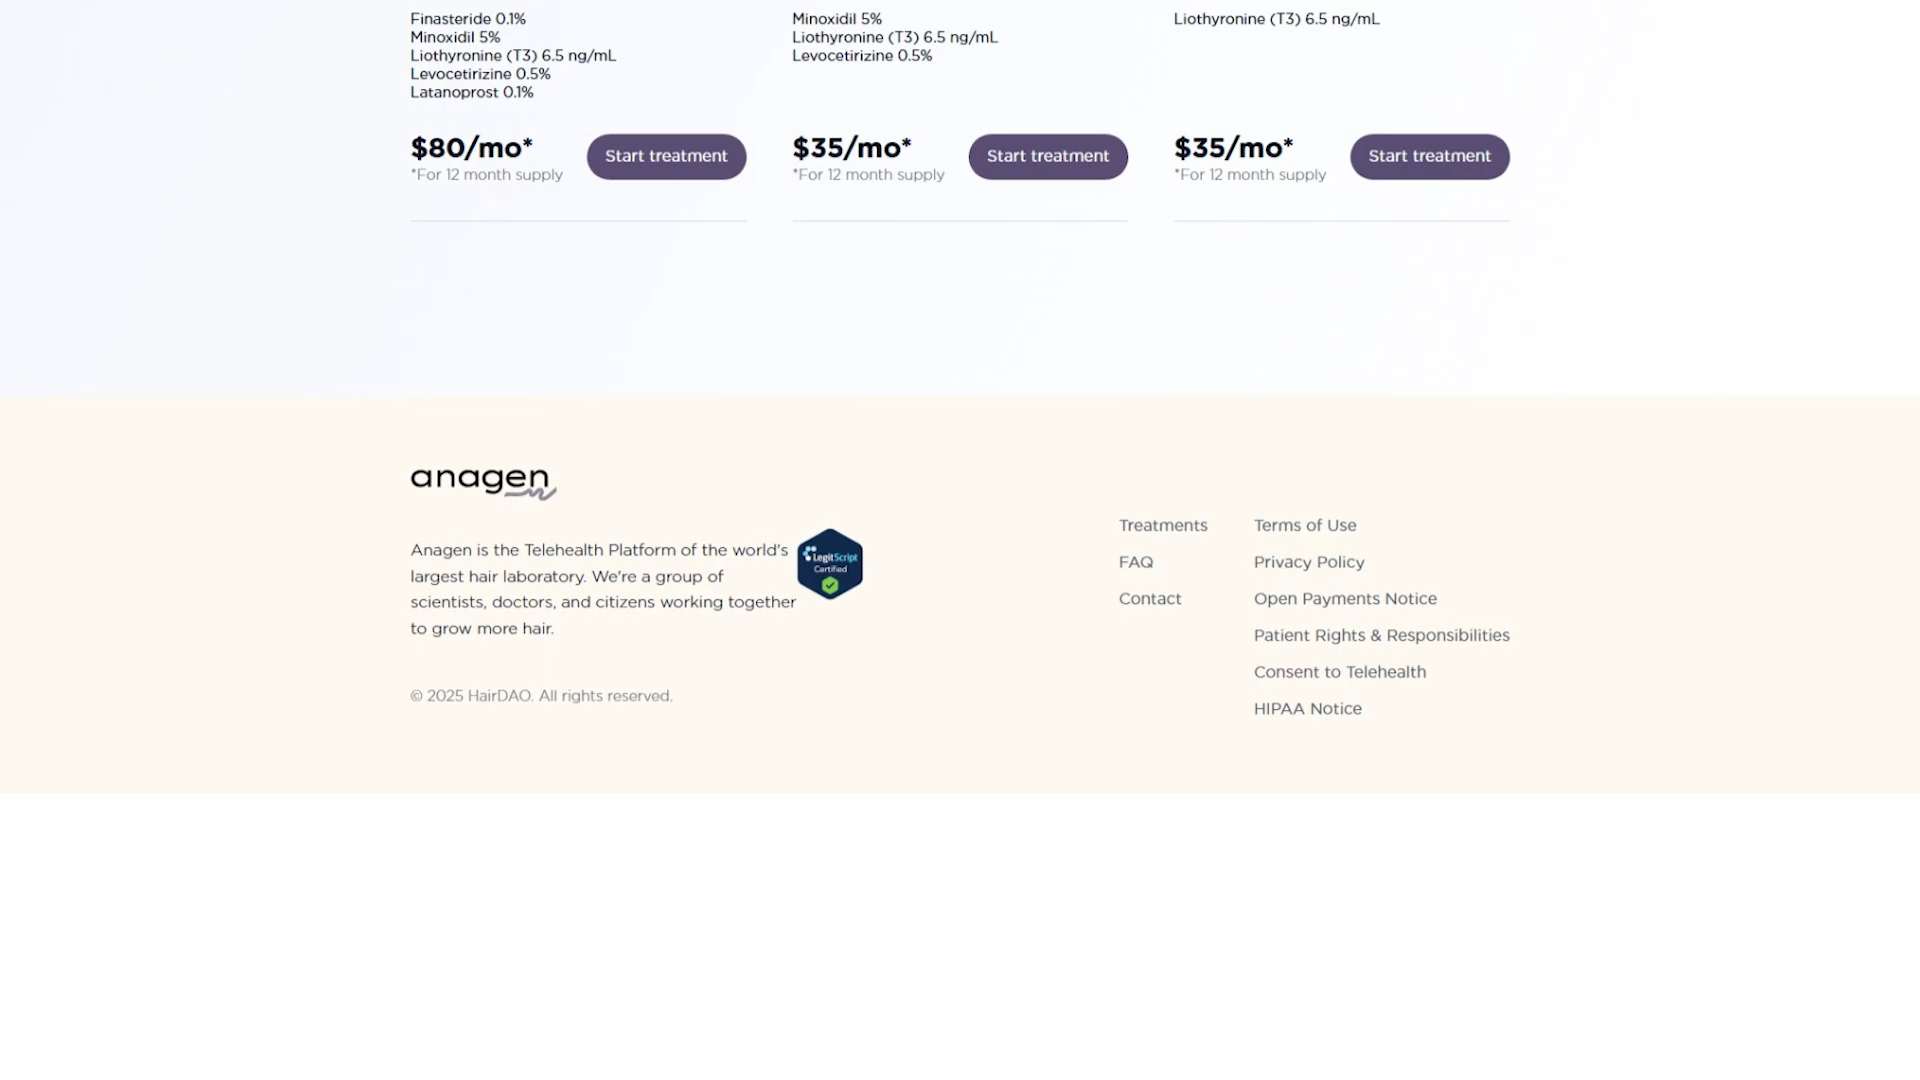 Finasteride 0.1%
Minoxidil 5%
Liothyronine (T3) 6.5 ng/mL
Levocetirizine 0.5%
Latanoprost 0.1%
$80/mo*
*For 12 month supply
Start treatment
Minoxidil 5%
Liothyronine (T3) 6.5 ng/mL
Levocetirizine 0.5%
$35/mo*
*For 12 month supply
Start treatment
Liothyronine (T3) 6.5 ng/mL
$35/mo*
*For 12 month supply
Start treatment
anagen
Anagen is the Telehealth Platform of the world's
largest hair laboratory. We're a group of
scientists, doctors, and citizens working together
to grow more hair.
LegitScript
Certified
© 2025 HairDAO. All rights reserved.
Treatments
FAQ
Contact
Terms of Use
Privacy Policy
Open Payments Notice
Patient Rights & Responsibilities
Consent to Telehealth
HIPAA Notice